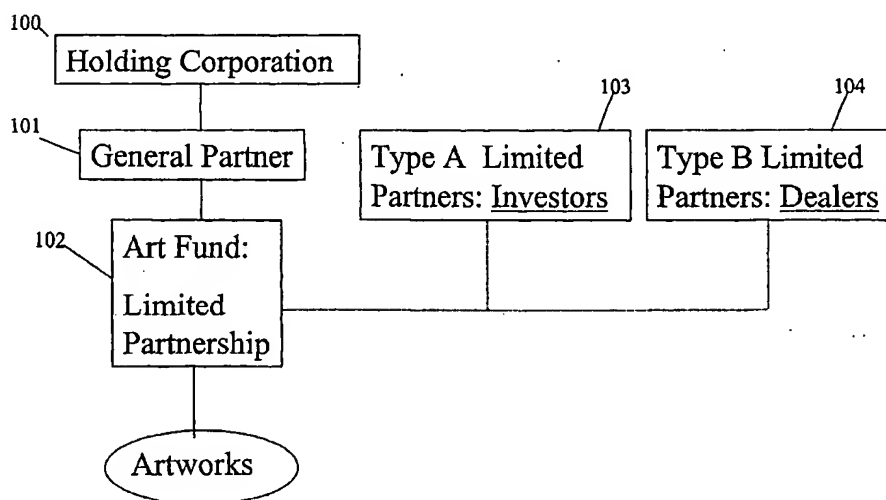 100
Holding Corporation
101
General Partner
103
Type A Limited
Partners: Investors
104
Type B Limited
Partners: Dealers
102
Art Fund:
Limited
Partnership
Artworks